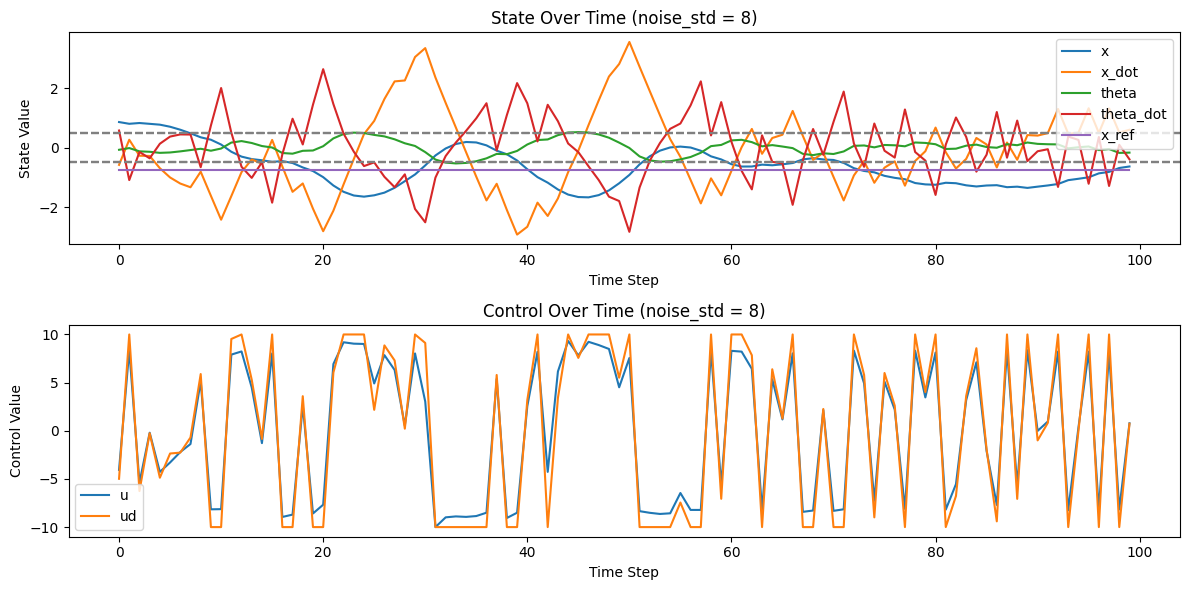 State Over Time (noise_std = 8)
State Value
2
0
−2
x
x_dot
theta
theta_dot
x_ref
0
20
40
60
80
100
Time Step
Control Over Time (noise_std = 8)
Control Value
10
5
0
−5
−10
u
ud
0
20
40
60
80
100
Time Step